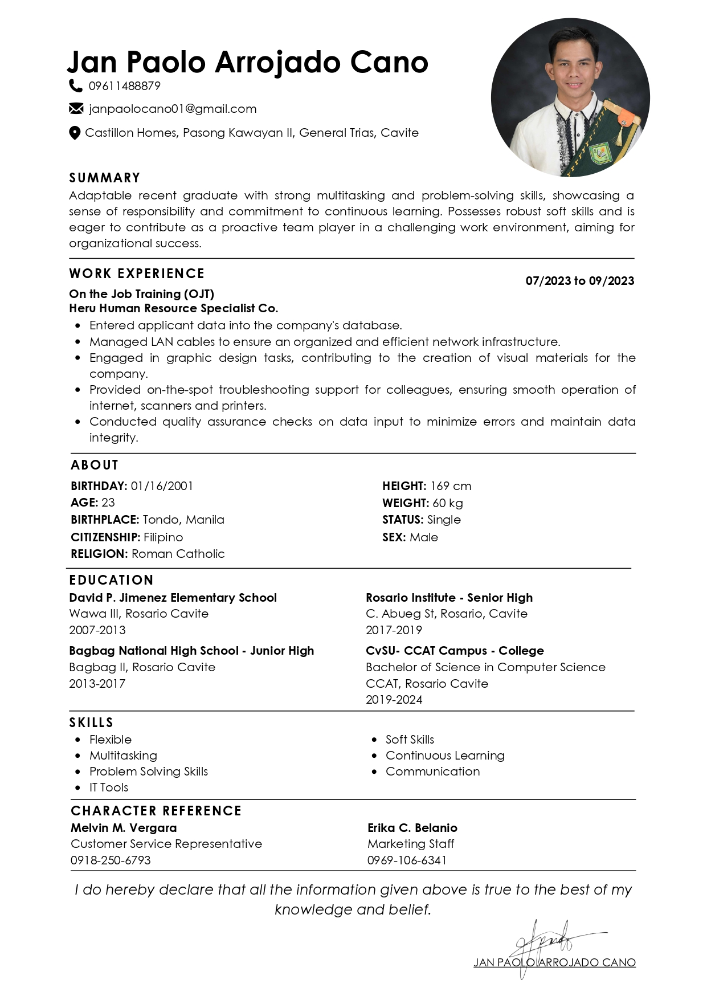 Jan Paolo Arrojado Cano
09611488879
janpaolocano01@gmail.com
Castillon Homes, Pasong Kawayan II, General Trias, Cavite
SUMMARY
Adaptable recent graduate with strong multitasking and problem-solving skills, showcasing a
sense of responsibility and commitment to continuous learning. Possesses robust soft skills and is
eager to contribute as a proactive team player in a challenging work environment, aiming for
organizational success.
WORK EXPERIENCE
07/2023 to 09/2023
On the Job Training (OJT)
Heru Human Resource Specialist Co.
• Entered applicant data into the company's database.
• Managed LAN cables to ensure an organized and efficient network infrastructure.
• Engaged in graphic design tasks, contributing to the creation of visual materials for the
company.
• Provided on-the-spot troubleshooting support for colleagues, ensuring smooth operation of
internet, scanners and printers.
• Conducted quality assurance checks on data input to minimize errors and maintain data
integrity.
ABOUT
BIRTHDAY: 01/16/2001
AGE: 23
BIRTHPLACE: Tondo, Manila
CITIZENSHIP: Filipino
RELIGION: Roman Catholic
HEIGHT: 169 cm
WEIGHT: 60 kg
STATUS: Single
SEX: Male
EDUCATION
David P. Jimenez Elementary School
Wawa III, Rosario Cavite
2007-2013
Bagbag National High School - Junior High
Bagbag II, Rosario Cavite
2013-2017
Rosario Institute - Senior High
C. Abueg St, Rosario, Cavite
2017-2019
CvSU- CCAT Campus - College
Bachelor of Science in Computer Science
CCAT, Rosario Cavite
2019-2024
SKILLS
• Flexible
• Multitasking
• Problem Solving Skills
• IT Tools
• Soft Skills
• Continuous Learning
• Communication
CHARACTER REFERENCE
Melvin M. Vergara
Customer Service Representative
0918-250-6793
Erika C. Belanio
Marketing Staff
0969-106-6341
I do hereby declare that all the information given above is true to the best of my
knowledge and belief.
JAN PAOLO ARROJADO CANO